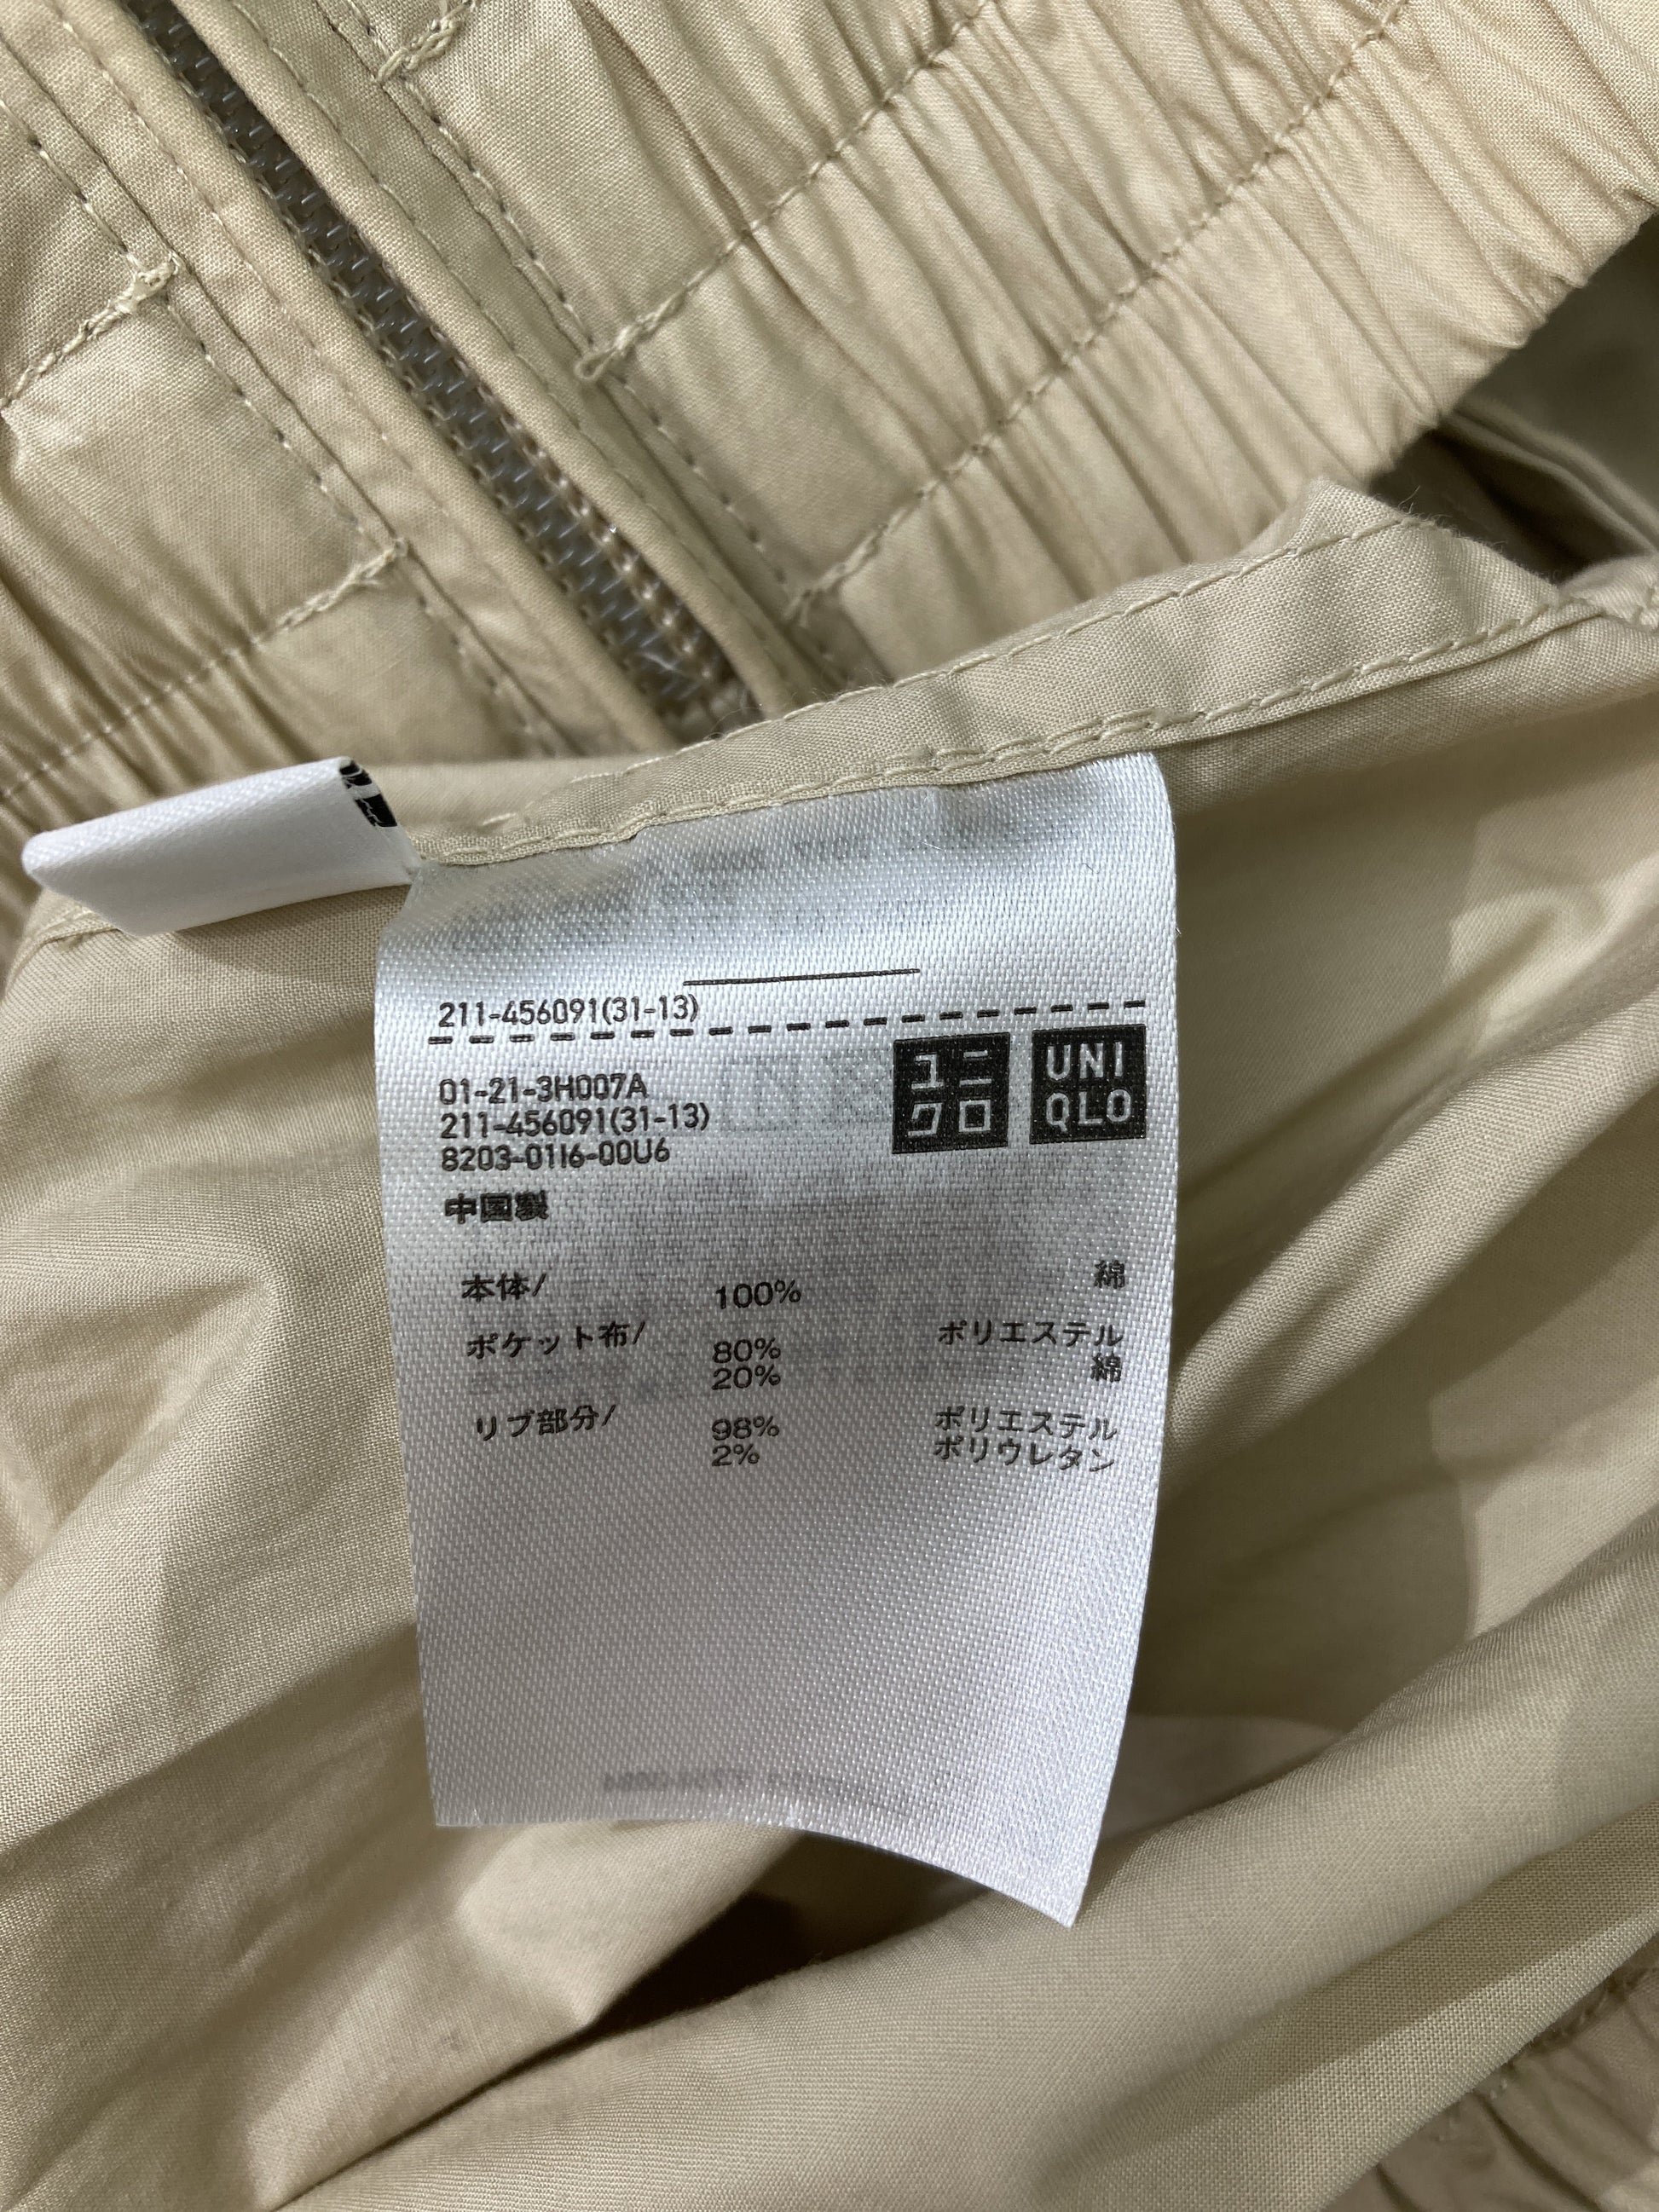 211-456091(31-13)
01-21-3H007A
211-456091(31-13)
8203-01I6-00U6
ユニ
クロ
UNI
QLO
中国製
本体/ 100% 綿
ポケット布/ 80% ポリエステル
20% 綿
リブ部分/ 98% ポリエステル
2% ポリウレタン